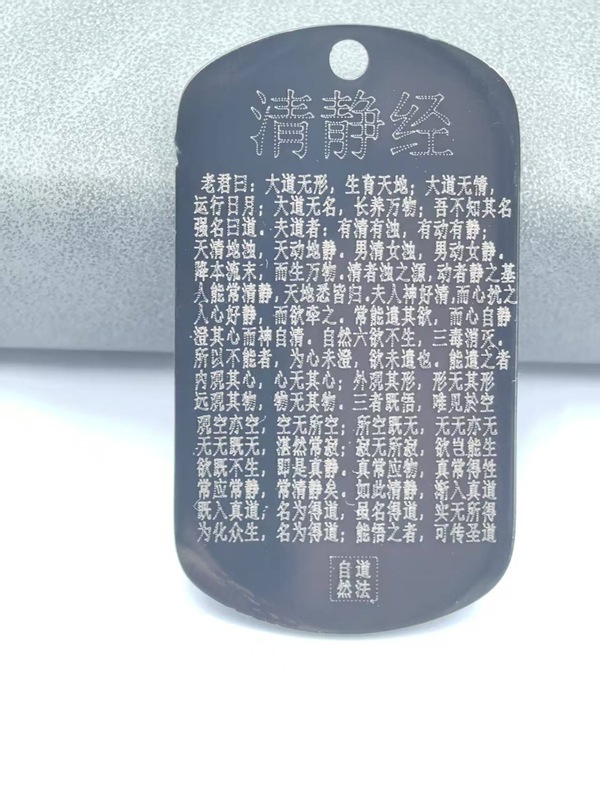 清静经
老君曰：大道无形，生育天地；大道无情，
运行日月；大道无名，长养万物；吾不知其名
强名曰道．夫道者：有清有浊，有动有静；
天清地浊，天动地静．男清女浊，男动女静．
降本流末，而生万物．清者浊之源，动者静之基
人能常清静，天地悉皆归．夫人神好清，而心扰之
人心好静，而欲牵之．常能遣其欲，而心自静
澄其心而神自清．自然六欲不生，三毒消灭．
所以不能者，为心未澄，欲未遣也．能遣之者
内观其心，心无其心；外观其形，形无其形
远观其物，物无其物．三者既悟，唯见於空
观空亦空，空无所空；所空既无，无无亦无
无无既无，湛然常寂；寂无所寂，欲岂能生
欲既不生，即是真静．真常应物，真常得性
常应常静，常清静矣．如此清静，渐入真道
既入真道，名为得道，虽名得道，实无所得
为化众生，名为得道；能悟之者，可传圣道
自道
然法